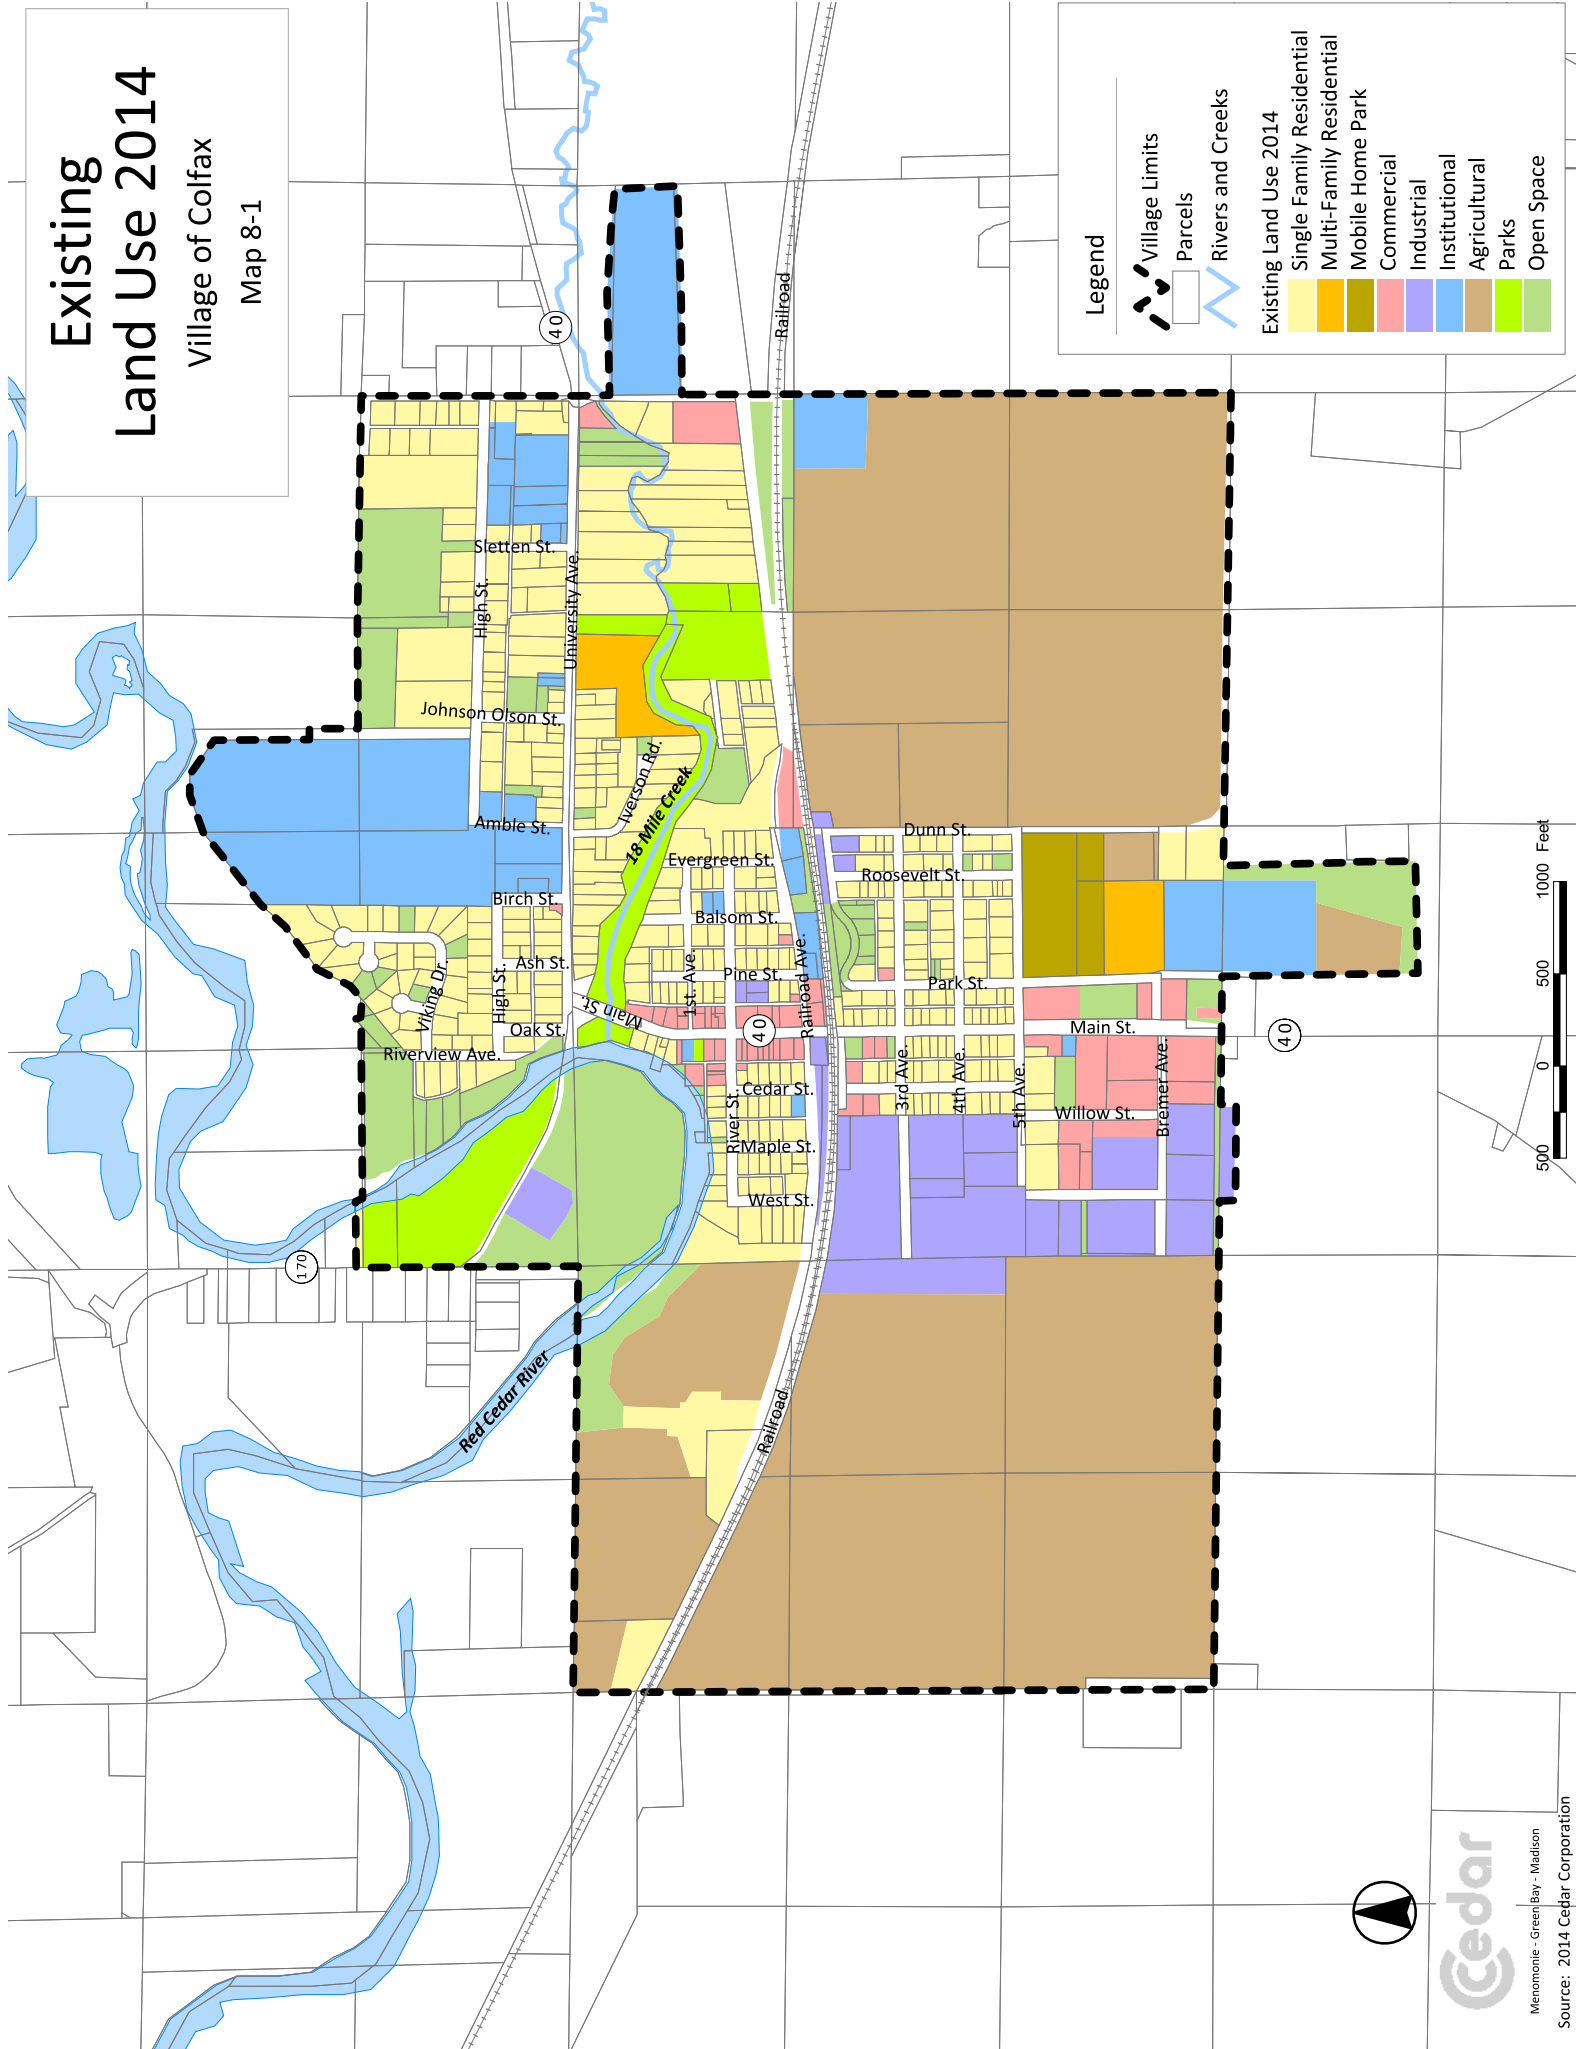 Existing
Land Use 2014
Village of Colfax
Map 8-1
Legend
Village Limits
Parcels
Rivers and Creeks
Existing Land Use 2014
Single Family Residential
Multi-Family Residential
Mobile Home Park
Commercial
Industrial
Institutional
Agricultural
Parks
Open Space
170
40
40
40
Railroad
Railroad
Red Cedar River
18 Mile Creek
Sletten St.
High St.
University Ave.
Johnson Olson St.
Iverson Rd.
Amble St.
Birch St.
Ash St.
Viking Dr.
High St.
Oak St.
Riverview Ave.
Main St.
Evergreen St.
Balsom St.
1st. Ave.
Pine St.
Railroad Ave.
River St.
Cedar St.
Maple St.
West St.
Dunn St.
Roosevelt St.
Park St.
Main St.
3rd Ave.
4th Ave.
5th Ave.
Willow St.
Bremer Ave.
500 0 500 1000 Feet
Cedar
Menomonie - Green Bay - Madison
Source: 2014 Cedar Corporation